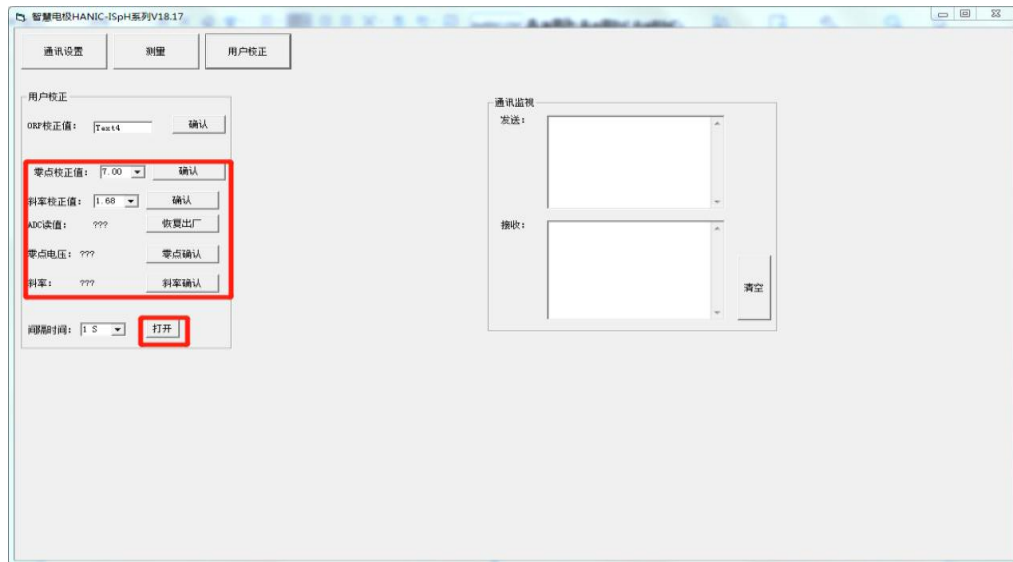 智慧电极HANIC-ISpH系列V18.17
通讯设置 测量 用户校正
用户校正
ORP校正值： Text4 确认
零点校正值： 7.00 确认
斜率校正值： 1.68 确认
ADC读值： ??? 恢复出厂
零点电压： ??? 零点确认
斜率： ??? 斜率确认
间隔时间： 1 S 打开
通讯监视
发送：
接收：
清空